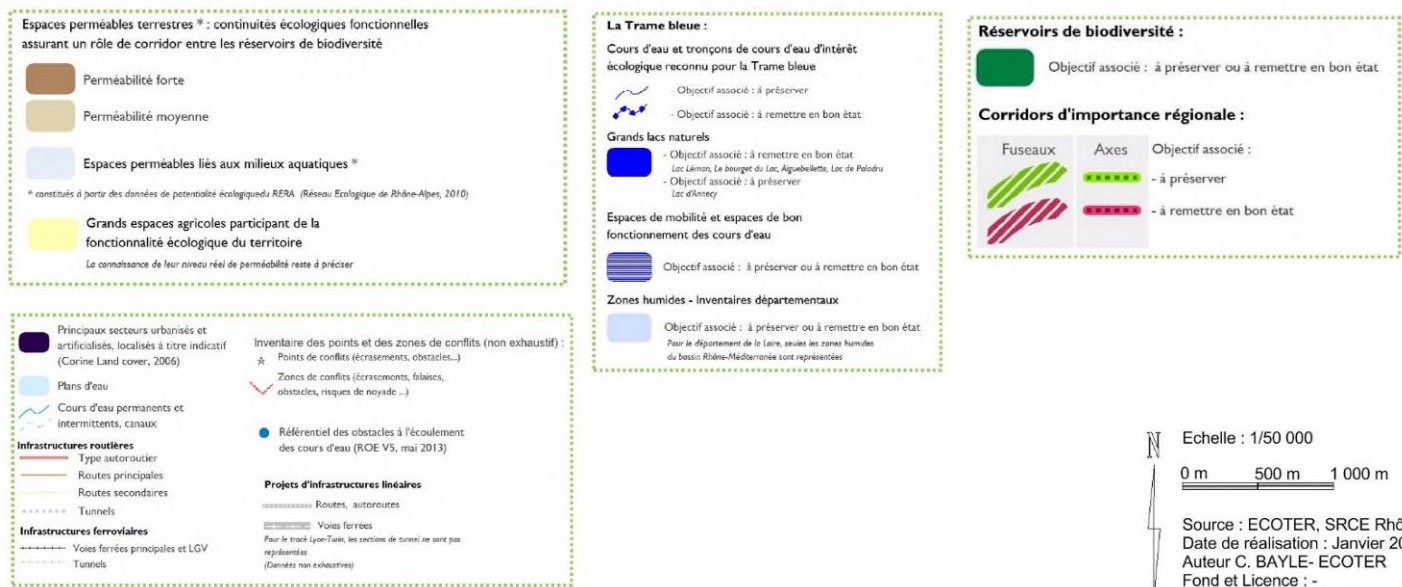 Espaces perméables terrestres * : continuités écologiques fonctionnelles
assurant un rôle de corridor entre les réservoirs de biodiversité
Perméabilité forte
Perméabilité moyenne
Espaces perméables liés aux milieux aquatiques *
* constitués à partir des données de potentialité écologiquedu RERA (Réseau Ecologique de Rhône-Alpes, 2010)
Grands espaces agricoles participant de la
fonctionnalité écologique du territoire
La connaissance de leur niveau réel de perméabilité reste à préciser
Principaux secteurs urbanisés et
artificialisés, localisés à titre indicatif
(Corine Land cover, 2006)
Plans d'eau
Cours d'eau permanents et
intermittents, canaux
Infrastructures routières
Type autoroutier
Routes principales
Routes secondaires
Tunnels
Infrastructures ferroviaires
Voies ferrées principales et LGV
Tunnels
Inventaire des points et des zones de conflits (non exhaustif) :
Points de conflits (écrasements, obstacles...)
Zones de conflits (écrasements, falaises,
obstacles, risques de noyade ...)
Référentiel des obstacles à l'écoulement
des cours d'eau (ROE V5, mai 2013)
Projets d'infrastructures linéaires
Routes, autoroutes
Voies ferrées
Pour le tracé Lyon-Turin, les sections de tunnel ne sont pas
représentées
(Données non exhaustives)
La Trame bleue :
Cours d'eau et tronçons de cours d'eau d'intérêt
écologique reconnu pour la Trame bleue
- Objectif associé : à préserver
- Objectif associé : à remettre en bon état
Grands lacs naturels
- Objectif associé : à remettre en bon état
Lac Léman, Le bourget du Lac, Aiguebelette, Lac de Paladru
- Objectif associé : à préserver
Lac d'Annecy
Espaces de mobilité et espaces de bon
fonctionnement des cours d'eau
Objectif associé : à préserver ou à remettre en bon état
Zones humides - Inventaires départementaux
Objectif associé : à préserver ou à remettre en bon état
Pour le département de la Loire, seules les zones humides
du bassin Rhône-Méditerranée sont représentées
Réservoirs de biodiversité :
Objectif associé : à préserver ou à remettre en bon état
Corridors d'importance régionale :
Fuseaux Axes Objectif associé :
- à préserver
- à remettre en bon état
N
Echelle : 1/50 000
0 m 500 m 1 000 m
Source : ECOTER, SRCE Rhô
Date de réalisation : Janvier 20
Auteur C. BAYLE- ECOTER
Fond et Licence : -